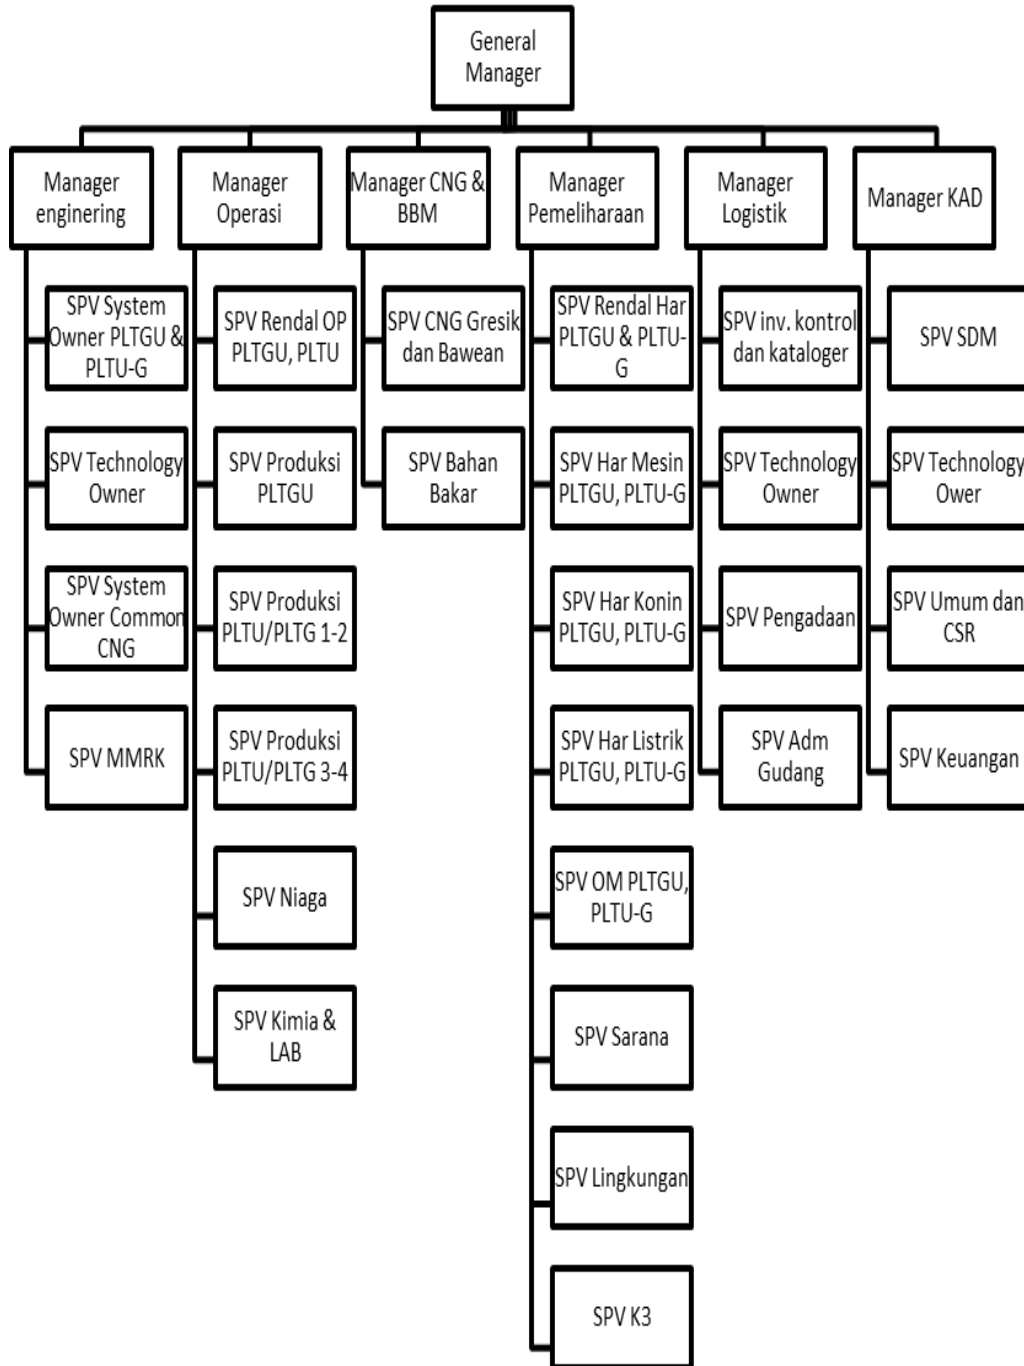 General
Manager
Manager
enginering
Manager
Operasi
Manager CNG &
BBM
Manager
Pemeliharaan
Manager
Logistik
Manager KAD
SPV System
Owner PLTGU &
PLTU-G
SPV Technology
Owner
SPV System
Owner Common
CNG
SPV MMRK
SPV Rendal OP
PLTGU, PLTU
SPV Produksi
PLTGU
SPV Produksi
PLTU/PLTG 1-2
SPV Produksi
PLTU/PLTG 3-4
SPV Niaga
SPV Kimia &
LAB
SPV CNG Gresik
dan Bawean
SPV Bahan
Bakar
SPV Rendal Har
PLTGU & PLTU-
G
SPV Har Mesin
PLTGU, PLTU-G
SPV Har Konin
PLTGU, PLTU-G
SPV Har Listrik
PLTGU, PLTU-G
SPV OM PLTGU,
PLTU-G
SPV Sarana
SPV Lingkungan
SPV K3
SPV inv. kontrol
dan kataloger
SPV Technology
Owner
SPV Pengadaan
SPV Adm
Gudang
SPV SDM
SPV Technology
Ower
SPV Umum dan
CSR
SPV Keuangan